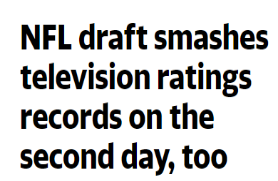 NFL draft smashes
television ratings
records on the
second day, too